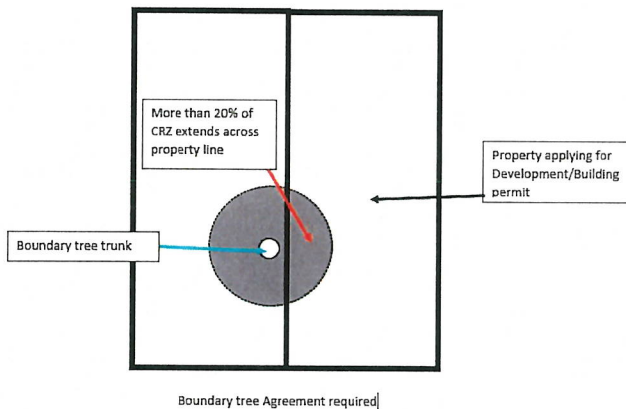 More than 20% of
CRZ extends across
property line
Property applying for
Development/Building
permit
Boundary tree trunk
Boundary tree Agreement required